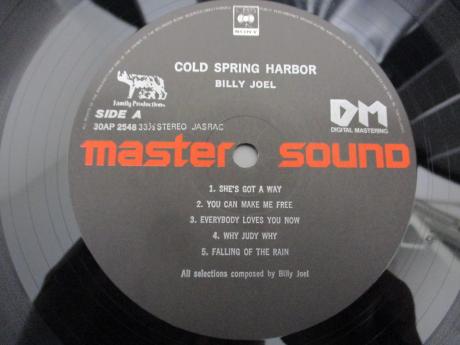 SONY
COLD SPRING HARBOR
BILLY JOEL
Family Productions
DM
DIGITAL MASTERING
SIDE A
30AP 2548 33⅓ STEREO JASRAC
master sound
1. SHE'S GOT A WAY
2. YOU CAN MAKE ME FREE
3. EVERYBODY LOVES YOU NOW
4. WHY JUDY WHY
5. FALLING OF THE RAIN
All selections composed by Billy Joel